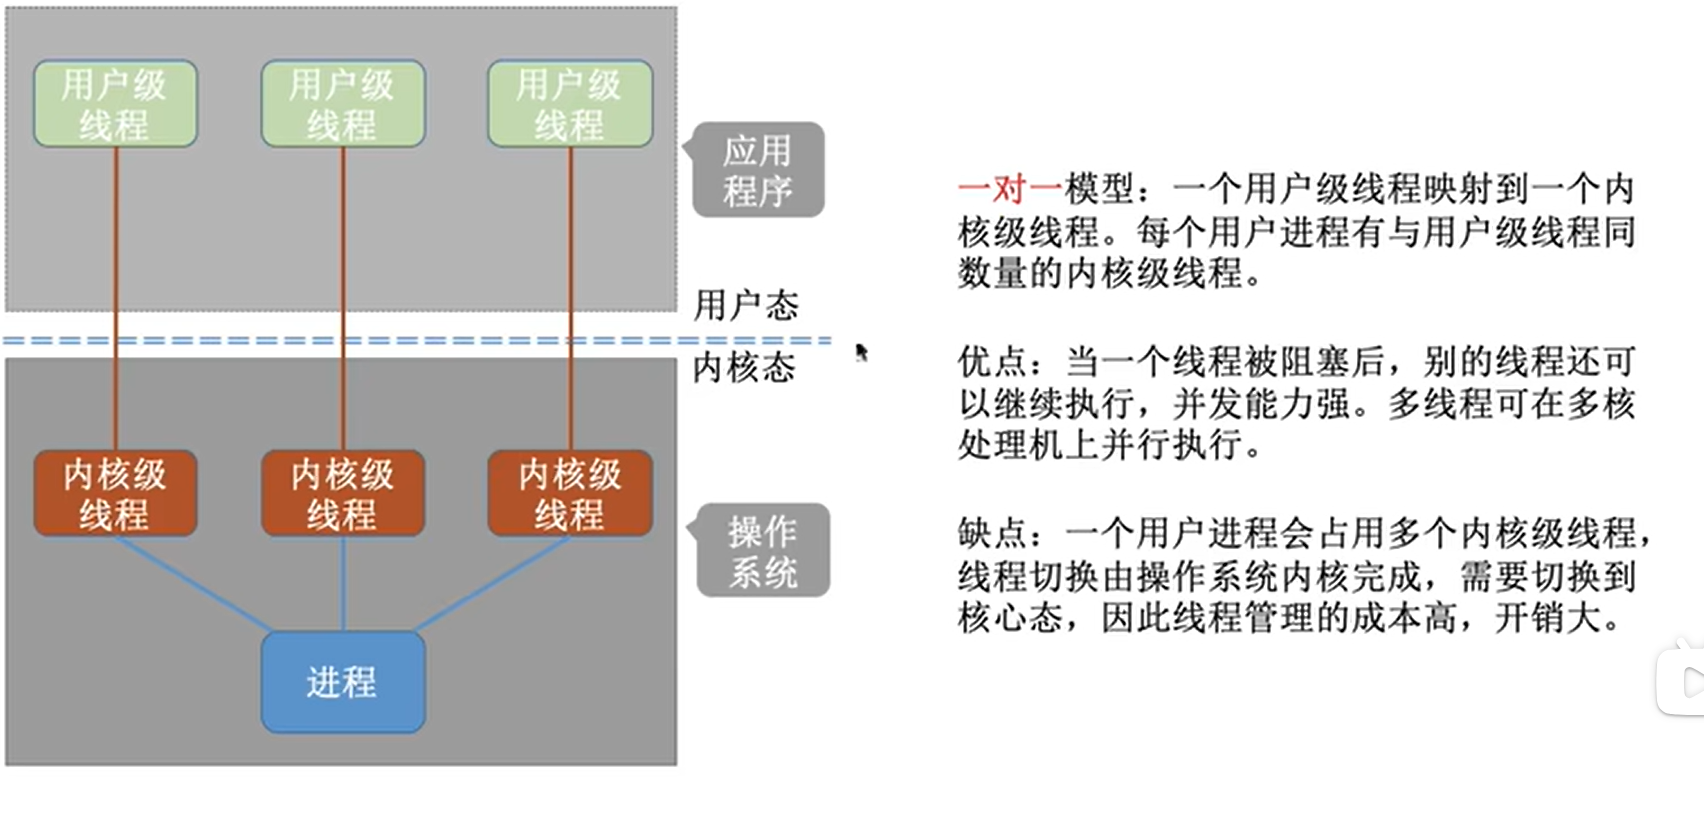 用户级
线程
用户级
线程
用户级
线程
应用
程序
用户态
内核态
内核级
线程
内核级
线程
内核级
线程
操作
系统
进程
一对一模型：一个用户级线程映射到一个内
核级线程。每个用户进程有与用户级线程同
数量的内核级线程。
优点：当一个线程被阻塞后，别的线程还可
以继续执行，并发能力强。多线程可在多核
处理机上并行执行。
缺点：一个用户进程会占用多个内核级线程，
线程切换由操作系统内核完成，需要切换到
核心态，因此线程管理的成本高，开销大。